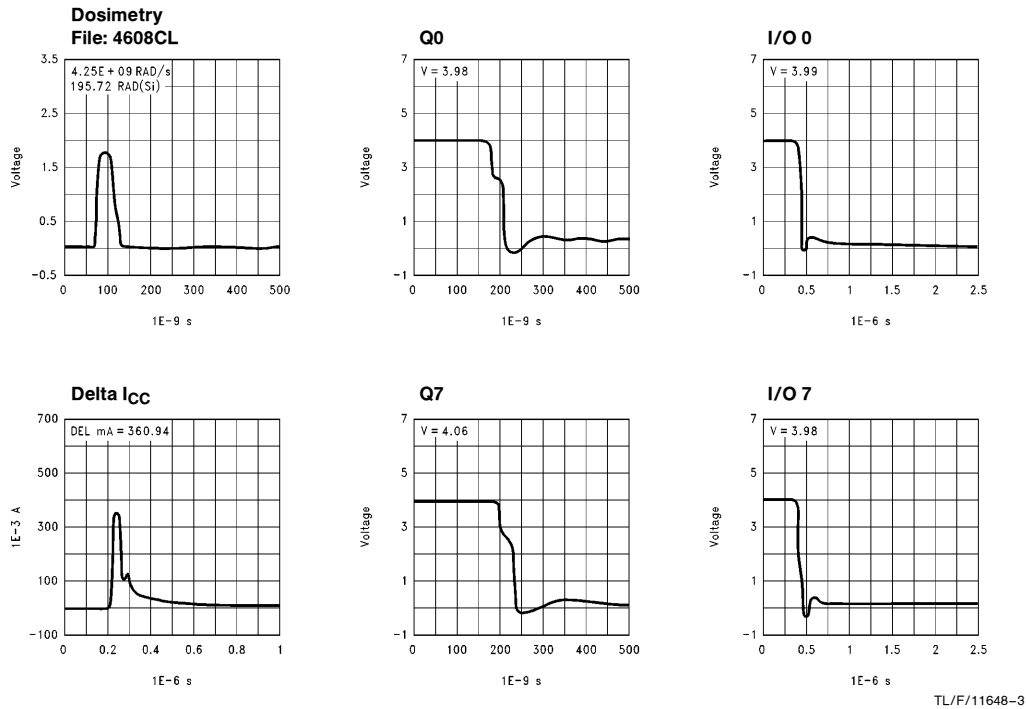 Dosimetry
File: 4608CL
3.5
2.5
1.5
0.5
−0.5
Voltage
4.25E+09 RAD/s
195.72 RAD(Si)
0 100 200 300 400 500
1E−9 s
Q0
7
5
3
1
−1
Voltage
V = 3.98
0 100 200 300 400 500
1E−9 s
I/O 0
7
5
3
1
−1
Voltage
V = 3.99
0 0.5 1 1.5 2 2.5
1E−6 s
Delta ICC
700
500
300
100
−100
1E−3 A
DEL mA = 360.94
0 0.2 0.4 0.6 0.8 1
1E−6 s
Q7
7
5
3
1
−1
Voltage
V = 4.06
0 100 200 300 400 500
1E−9 s
I/O 7
7
5
3
1
−1
Voltage
V = 3.98
0 0.5 1 1.5 2 2.5
1E−6 s
TL/F/11648–3